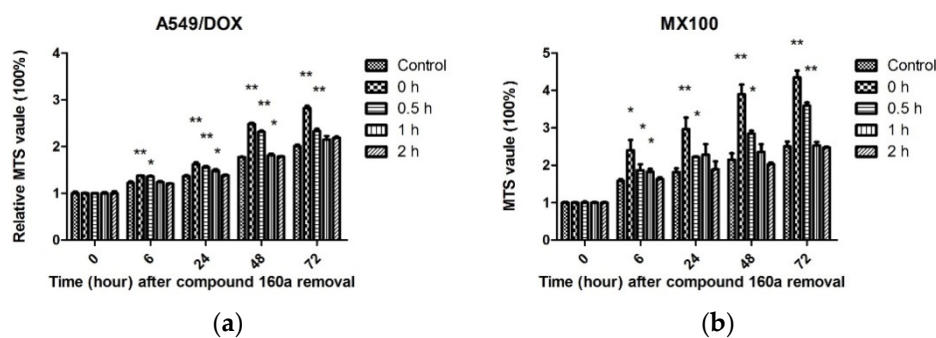 A549/DOX
Relative MTS vaule (100%)
4
3
2
1
0
** *
** ** *
** ** *
** **
0 6 24 48 72
Time (hour) after compound 160a removal
Control
0 h
0.5 h
1 h
2 h
(a)
MX100
MTS vaule (100%)
5
4
3
2
1
0
* * *
** *
** *
** **
0 6 24 48 72
Time (hour) after compound 160a removal
Control
0 h
0.5 h
1 h
2 h
(b)